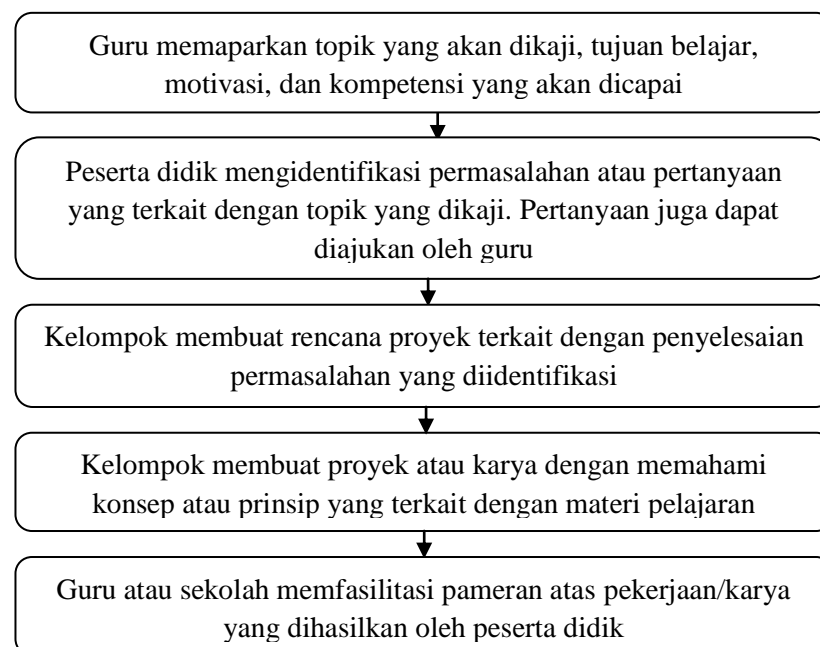 Guru memaparkan topik yang akan dikaji, tujuan belajar,
motivasi, dan kompetensi yang akan dicapai
Peserta didik mengidentifikasi permasalahan atau pertanyaan
yang terkait dengan topik yang dikaji. Pertanyaan juga dapat
diajukan oleh guru
Kelompok membuat rencana proyek terkait dengan penyelesaian
permasalahan yang diidentifikasi
Kelompok membuat proyek atau karya dengan memahami
konsep atau prinsip yang terkait dengan materi pelajaran
Guru atau sekolah memfasilitasi pameran atas pekerjaan/karya
yang dihasilkan oleh peserta didik